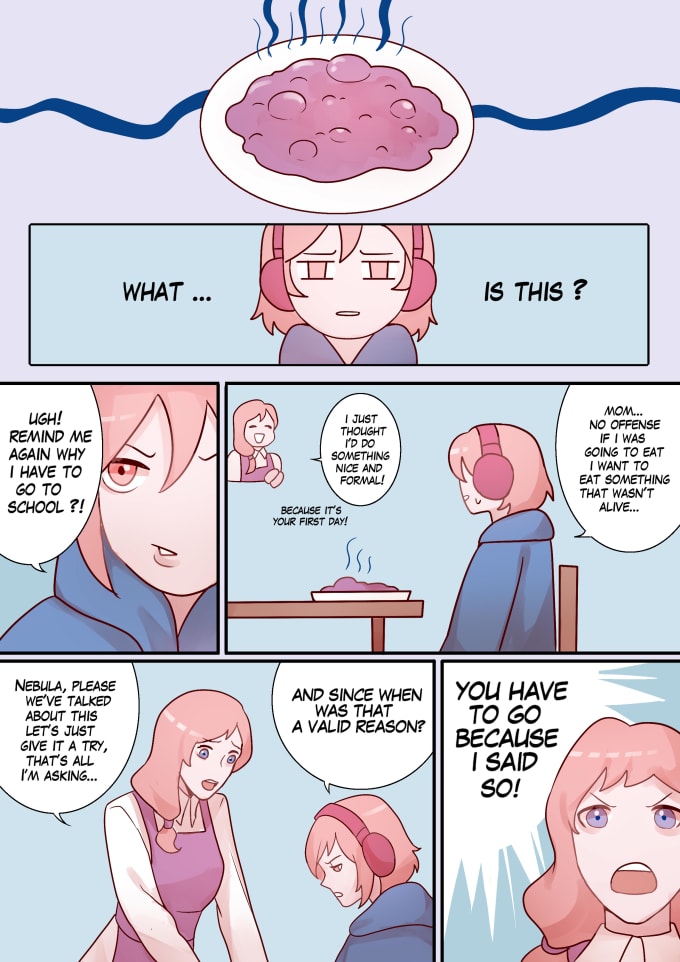 WHAT ...
IS THIS ?
MOM...
NO OFFENSE
IF I WAS
GOING TO EAT
I WANT TO
EAT SOMETHING
THAT WASN'T
ALIVE...
I JUST
THOUGHT
I'D DO
SOMETHING
NICE AND
FORMAL!
BECAUSE IT'S
YOUR FIRST DAY!
UGH!
REMIND ME
AGAIN WHY
I HAVE TO
GO TO
SCHOOL ?!
YOU HAVE
TO GO
BECAUSE
I SAID
SO!
AND SINCE WHEN
WAS THAT
A VALID REASON?
NEBULA, PLEASE
WE'VE TALKED
ABOUT THIS
LET'S JUST
GIVE IT A TRY,
THAT'S ALL
I'M ASKING...